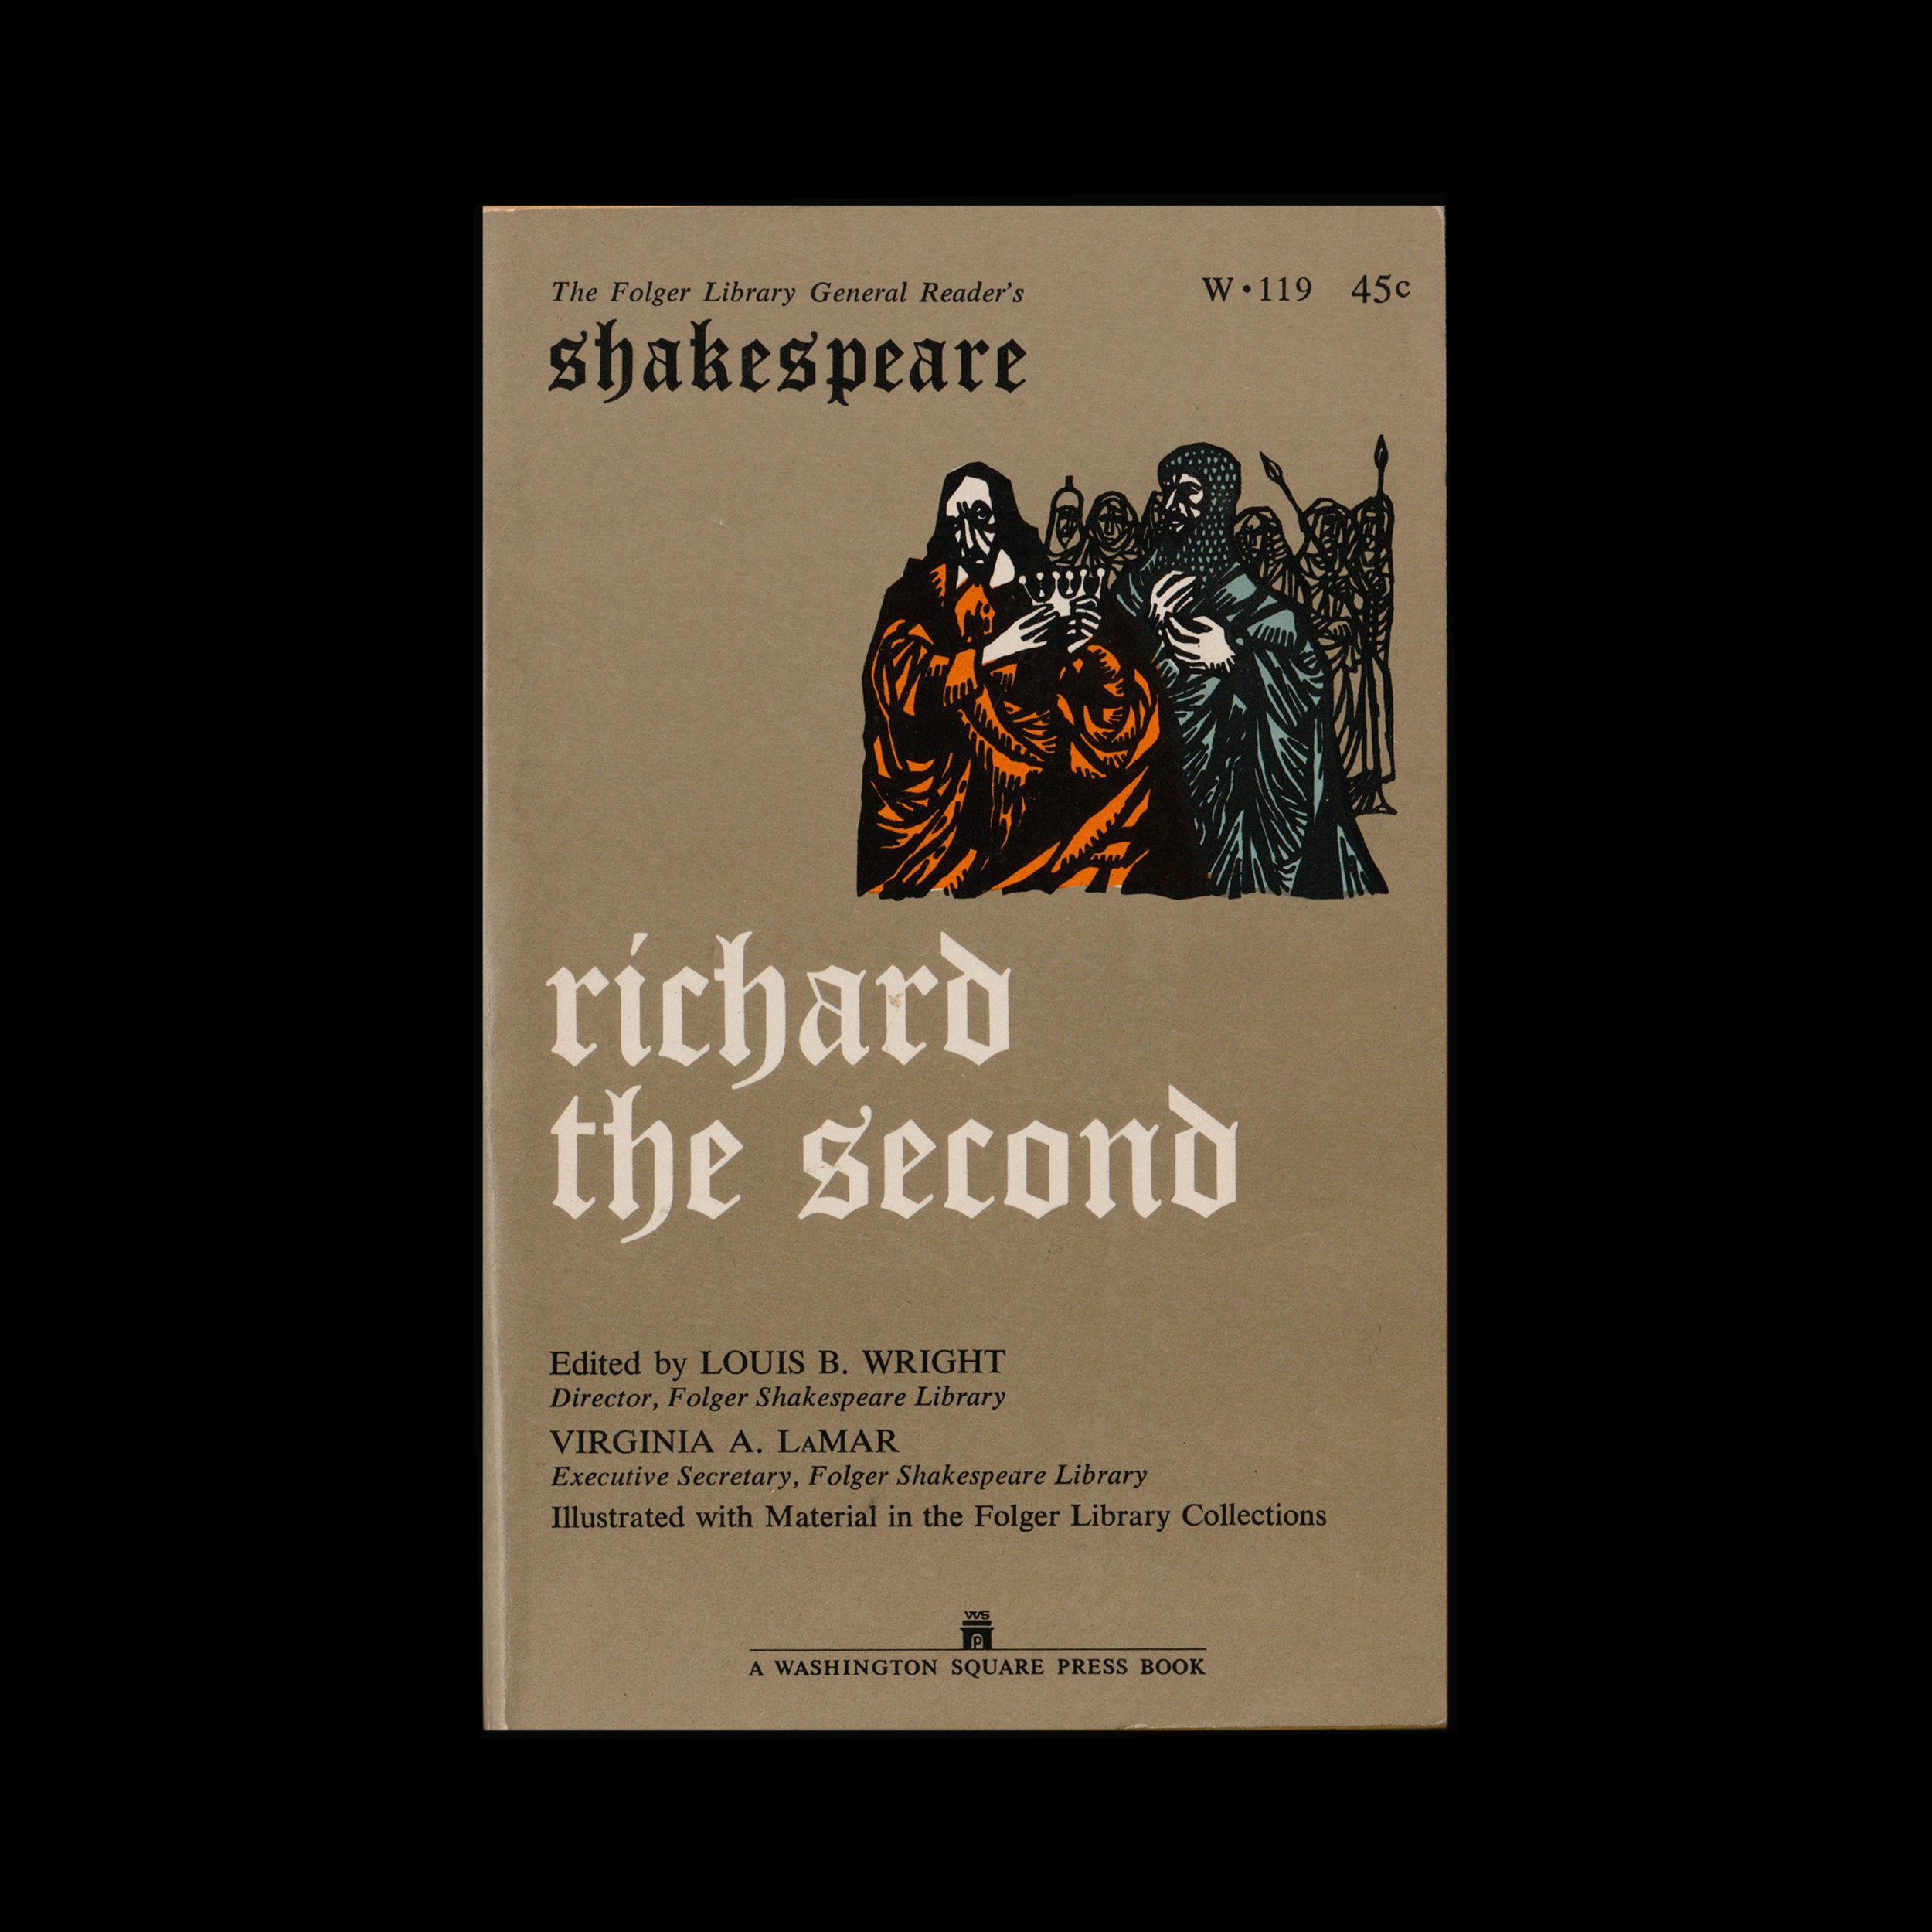 The Folger Library General Reader's
W • 119 45c
shakespeare
richard
the second
Edited by LOUIS B. WRIGHT
Director, Folger Shakespeare Library
VIRGINIA A. LAMAR
Executive Secretary, Folger Shakespeare Library
Illustrated with Material in the Folger Library Collections
WS
P
A WASHINGTON SQUARE PRESS BOOK